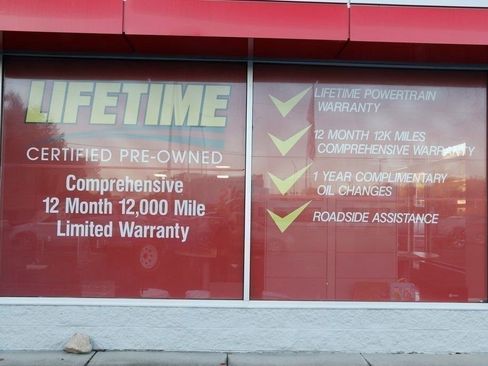 LIFETIME
CERTIFIED PRE-OWNED
Comprehensive
12 Month 12,000 Mile
Limited Warranty
LIFETIME POWERTRAIN
WARRANTY
12 MONTH 12K MILES
COMPREHENSIVE WARRANTY
1 YEAR COMPLIMENTARY
OIL CHANGES
ROADSIDE ASSISTANCE